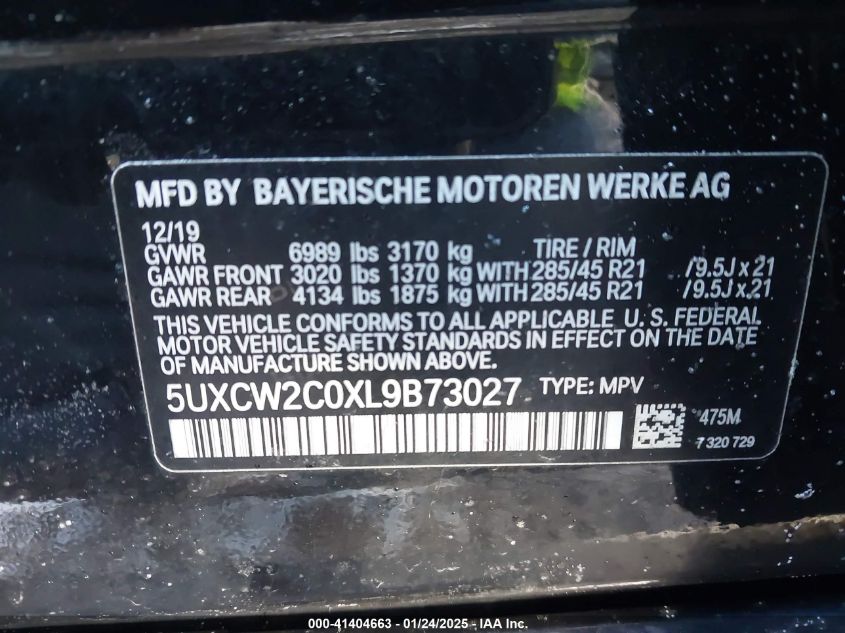 MFD BY BAYERISCHE MOTOREN WERKE AG
12/19
GVWR 6989 lbs 3170 kg TIRE / RIM
GAWR FRONT 3020 lbs 1370 kg WITH 285/45 R21 /9.5J x 21
GAWR REAR 4134 lbs 1875 kg WITH 285/45 R21 /9.5J x 21
THIS VEHICLE CONFORMS TO ALL APPLICABLE U. S. FEDERAL
MOTOR VEHICLE SAFETY STANDARDS IN EFFECT ON THE DATE
OF MANUFACTURE SHOWN ABOVE.
5UXCW2C0XL9B73027 TYPE: MPV
475M
7 320 729
000-41404663 - 01/24/2025 - IAA Inc.